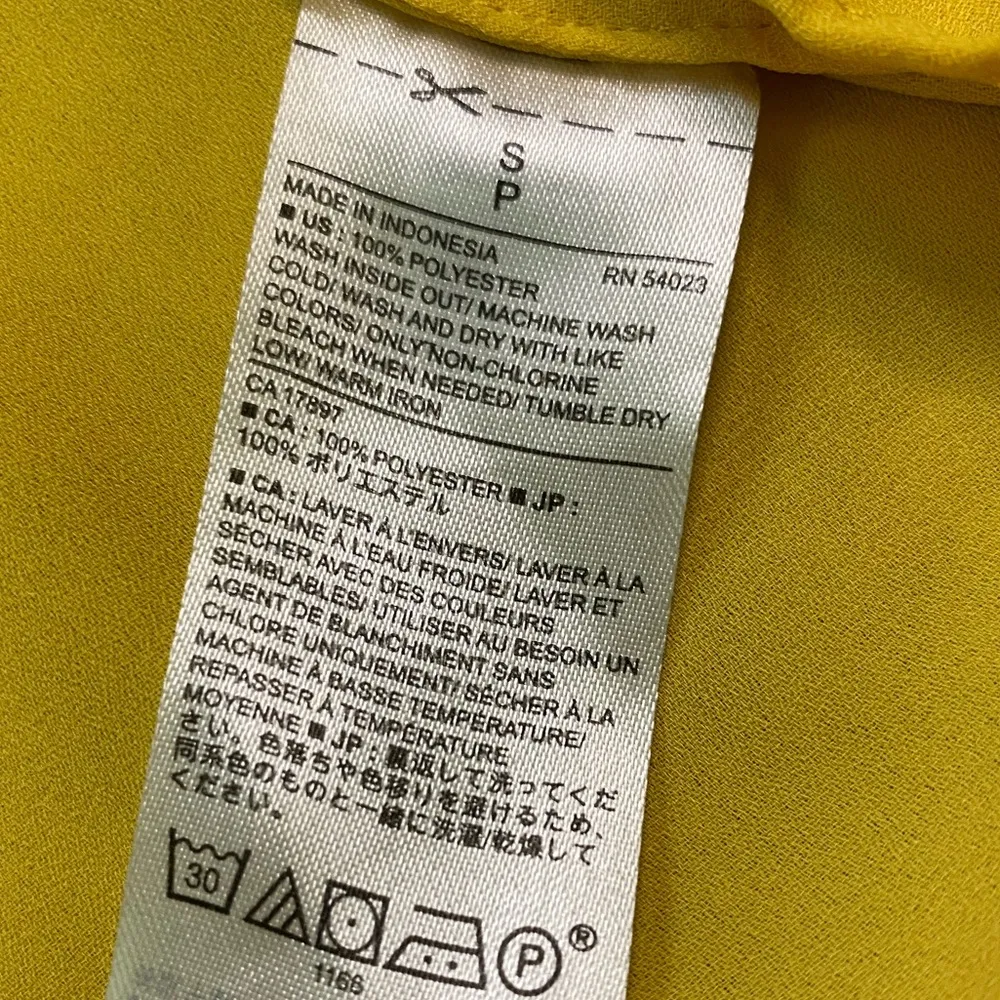 S
P
MADE IN INDONESIA
RN 54023
■ US : 100% POLYESTER
WASH INSIDE OUT/ MACHINE WASH
COLD/ WASH AND DRY WITH LIKE
COLORS/ ONLY NON-CHLORINE
BLEACH WHEN NEEDED/ TUMBLE DRY
LOW/ WARM IRON
CA 17897
■ CA : 100% POLYESTER ■ JP :
100% ポリエステル
■ CA : LAVER À L'ENVERS/ LAVER À LA
MACHINE À L'EAU FROIDE/ LAVER ET
SÉCHER AVEC DES COULEURS
SEMBLABLES/ UTILISER AU BESOIN UN
AGENT DE BLANCHIMENT SANS
CHLORE UNIQUEMENT/ SÉCHER À LA
MACHINE À BASSE TEMPÉRATURE/
REPASSER À TEMPÉRATURE
MOYENNE ■ JP : 裏返して洗ってくだ
さい。色落ちや色移りを避けるため、
同系色のものと一緒に洗濯/乾燥して
ください。
30
P ®
1166